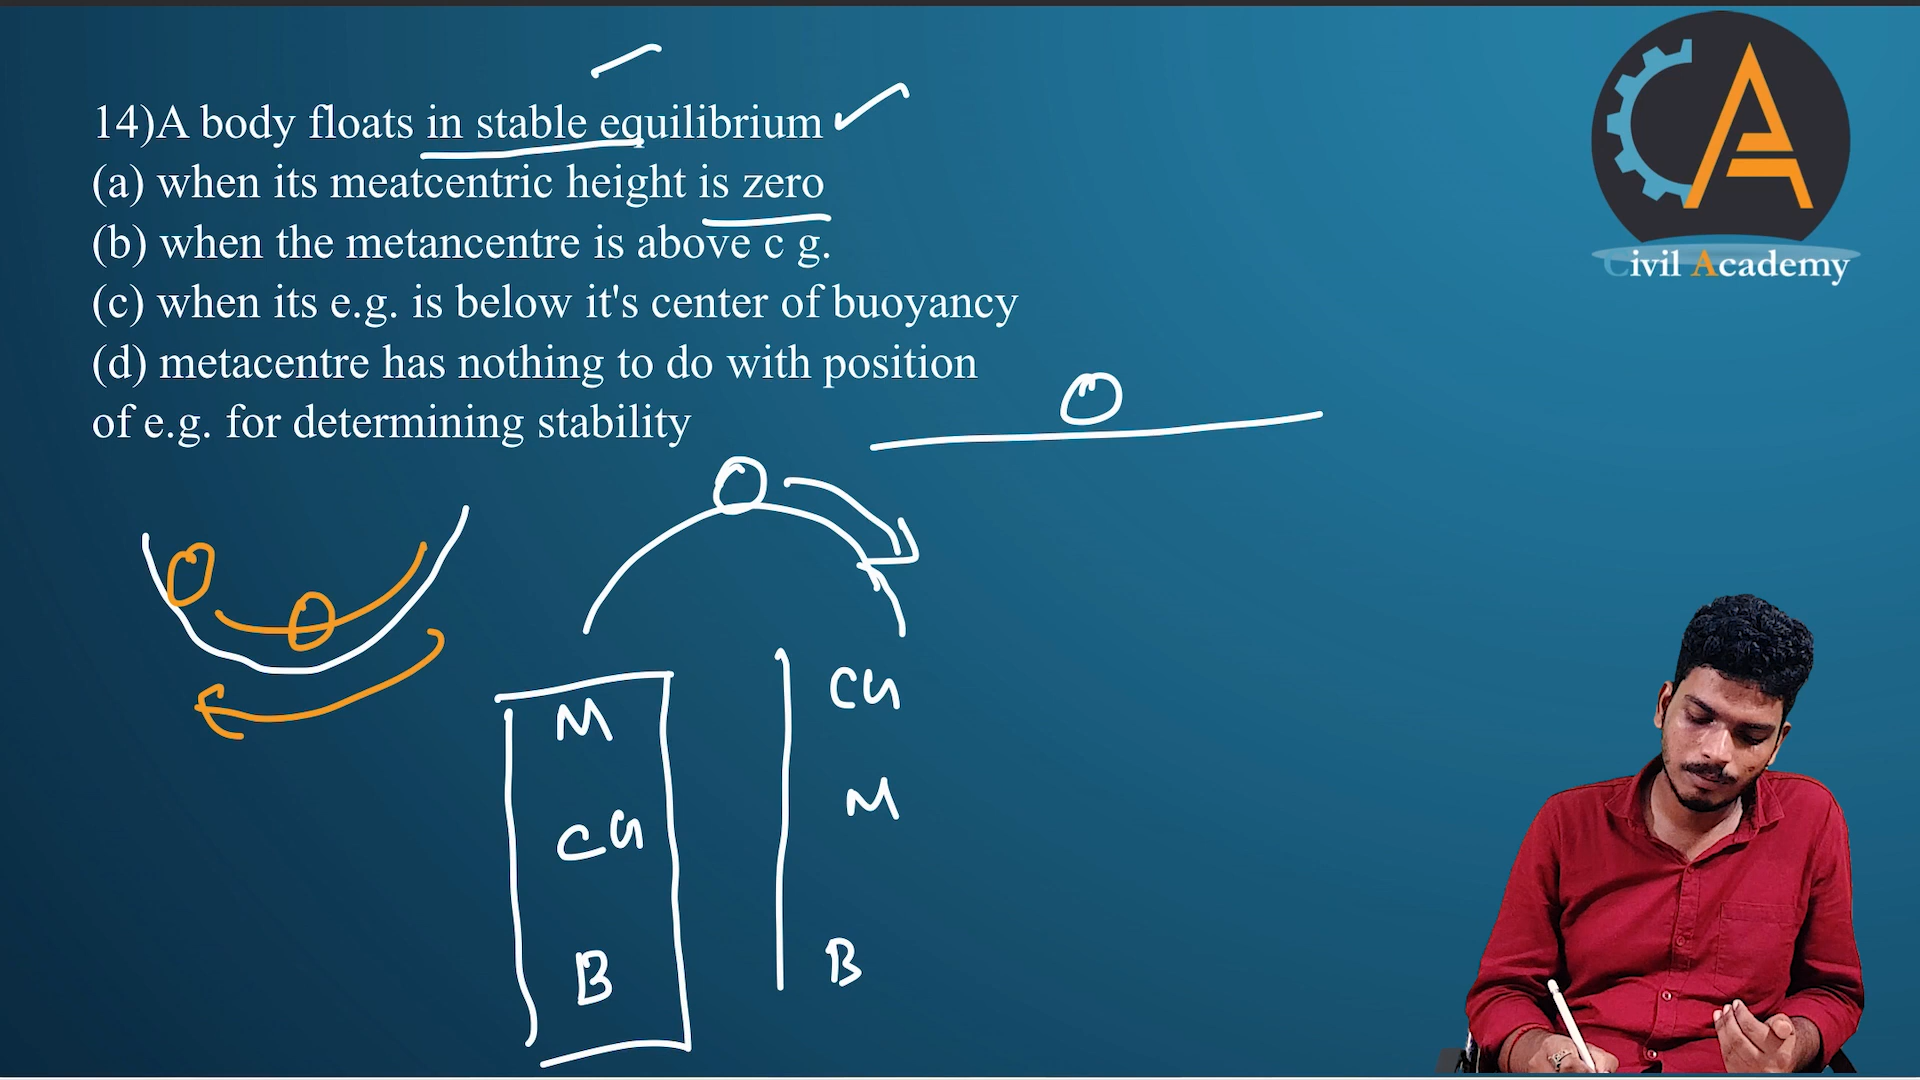 14)A body floats in stable equilibrium
(a) when its meatcentric height is zero
(b) when the metancentre is above c g.
(c) when its e.g. is below it's center of buoyancy
(d) metacentre has nothing to do with position
of e.g. for determining stability
Civil Academy
M
CG
B
CG
M
B